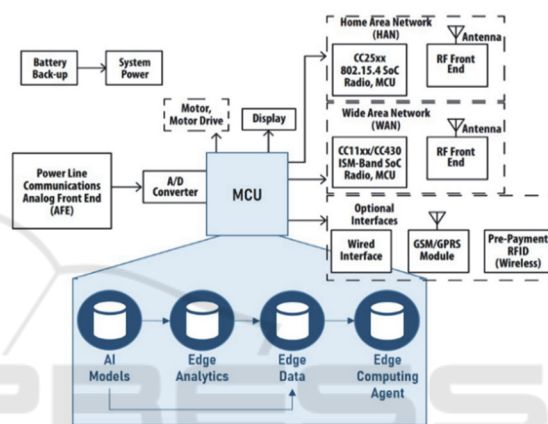 Home Area Network
(HAN)
Antenna
CC25xx
802.15.4 SoC
Radio, MCU
RF Front
End
Battery
Back-up
System
Power
Motor,
Motor Drive
Display
Wide Area Network
(WAN)
Antenna
CC11xx/CC430
ISM-Band SoC
Radio, MCU
RF Front
End
Power Line
Communications
Analog Front End
(AFE)
A/D
Converter
MCU
Optional
Interfaces
Wired
Interface
GSM/GPRS
Module
Pre-Payment
RFID
(Wireless)
AI
Models
Edge
Analytics
Edge
Data
Edge
Computing
Agent
PRESS